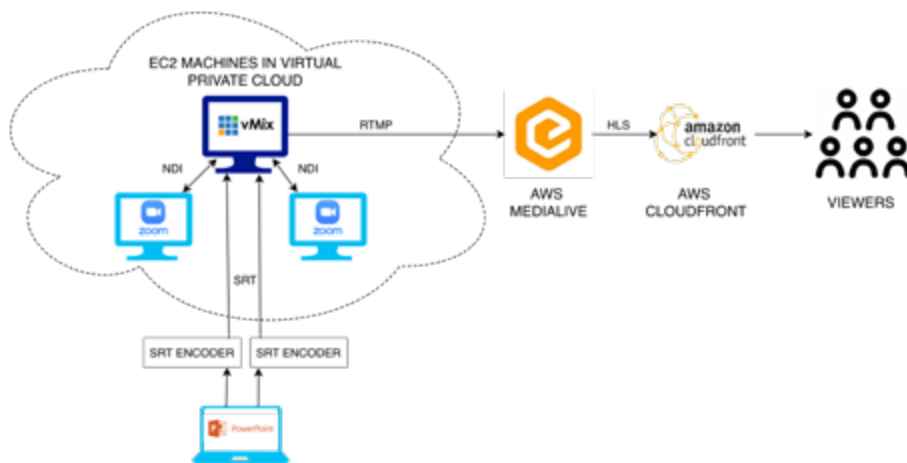 EC2 MACHINES IN VIRTUAL
PRIVATE CLOUD
vMix
RTMP
HLS
amazon
cloudfront
NDI
NDI
zoom
zoom
AWS
MEDIALIVE
AWS
CLOUDFRONT
VIEWERS
SRT
SRT ENCODER
SRT ENCODER
PowerPoint